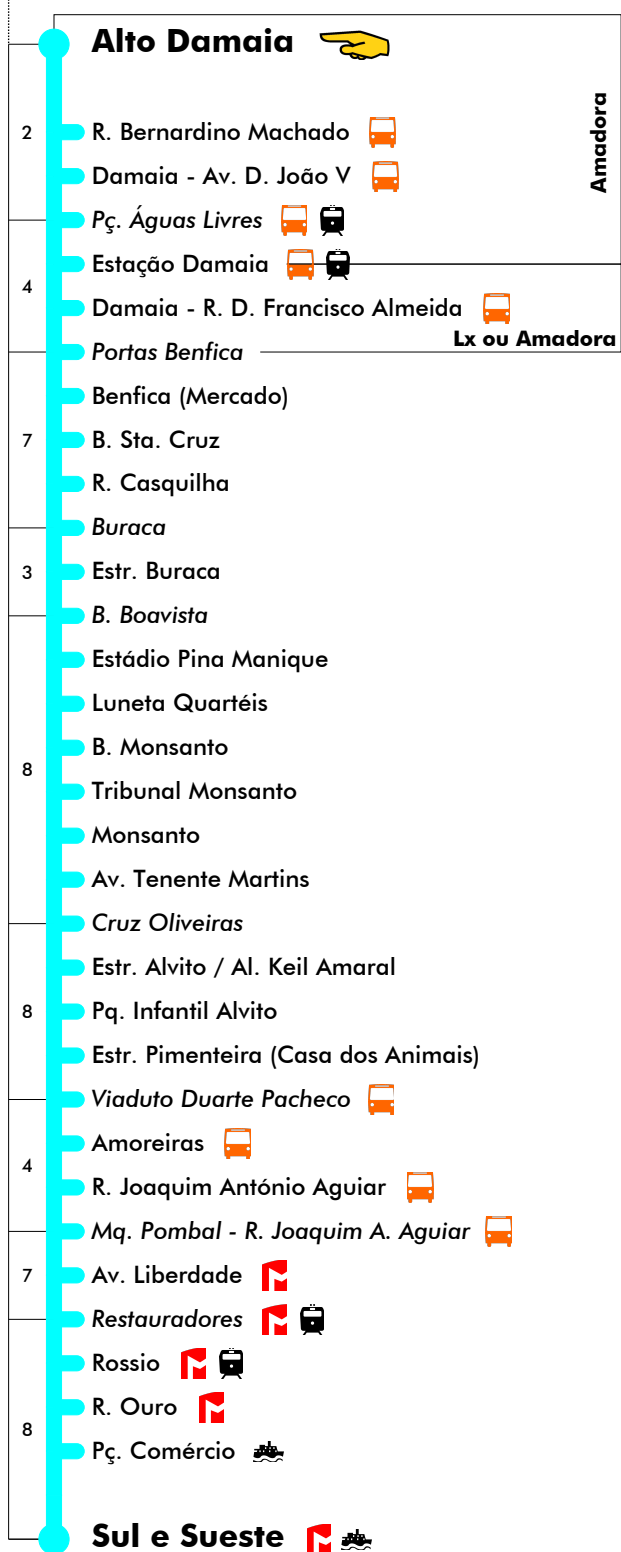 Alto Damaia
Amadora
2
R. Bernardino Machado
Damaia - Av. D. João V
Pç. Águas Livres
Estação Damaia
4
Damaia - R. D. Francisco Almeida
Lx ou Amadora
Portas Benfica
Benfica (Mercado)
7
B. Sta. Cruz
R. Casquilha
Buraca
3
Estr. Buraca
B. Boavista
Estádio Pina Manique
Luneta Quartéis
B. Monsanto
8
Tribunal Monsanto
Monsanto
Av. Tenente Martins
Cruz Oliveiras
Estr. Alvito / Al. Keil Amaral
8
Pq. Infantil Alvito
Estr. Pimenteira (Casa dos Animais)
Viaduto Duarte Pacheco
Amoreiras
4
R. Joaquim António Aguiar
Mq. Pombal - R. Joaquim A. Aguiar
7
Av. Liberdade
Restauradores
Rossio
R. Ouro
8
Pç. Comércio
Sul e Sueste